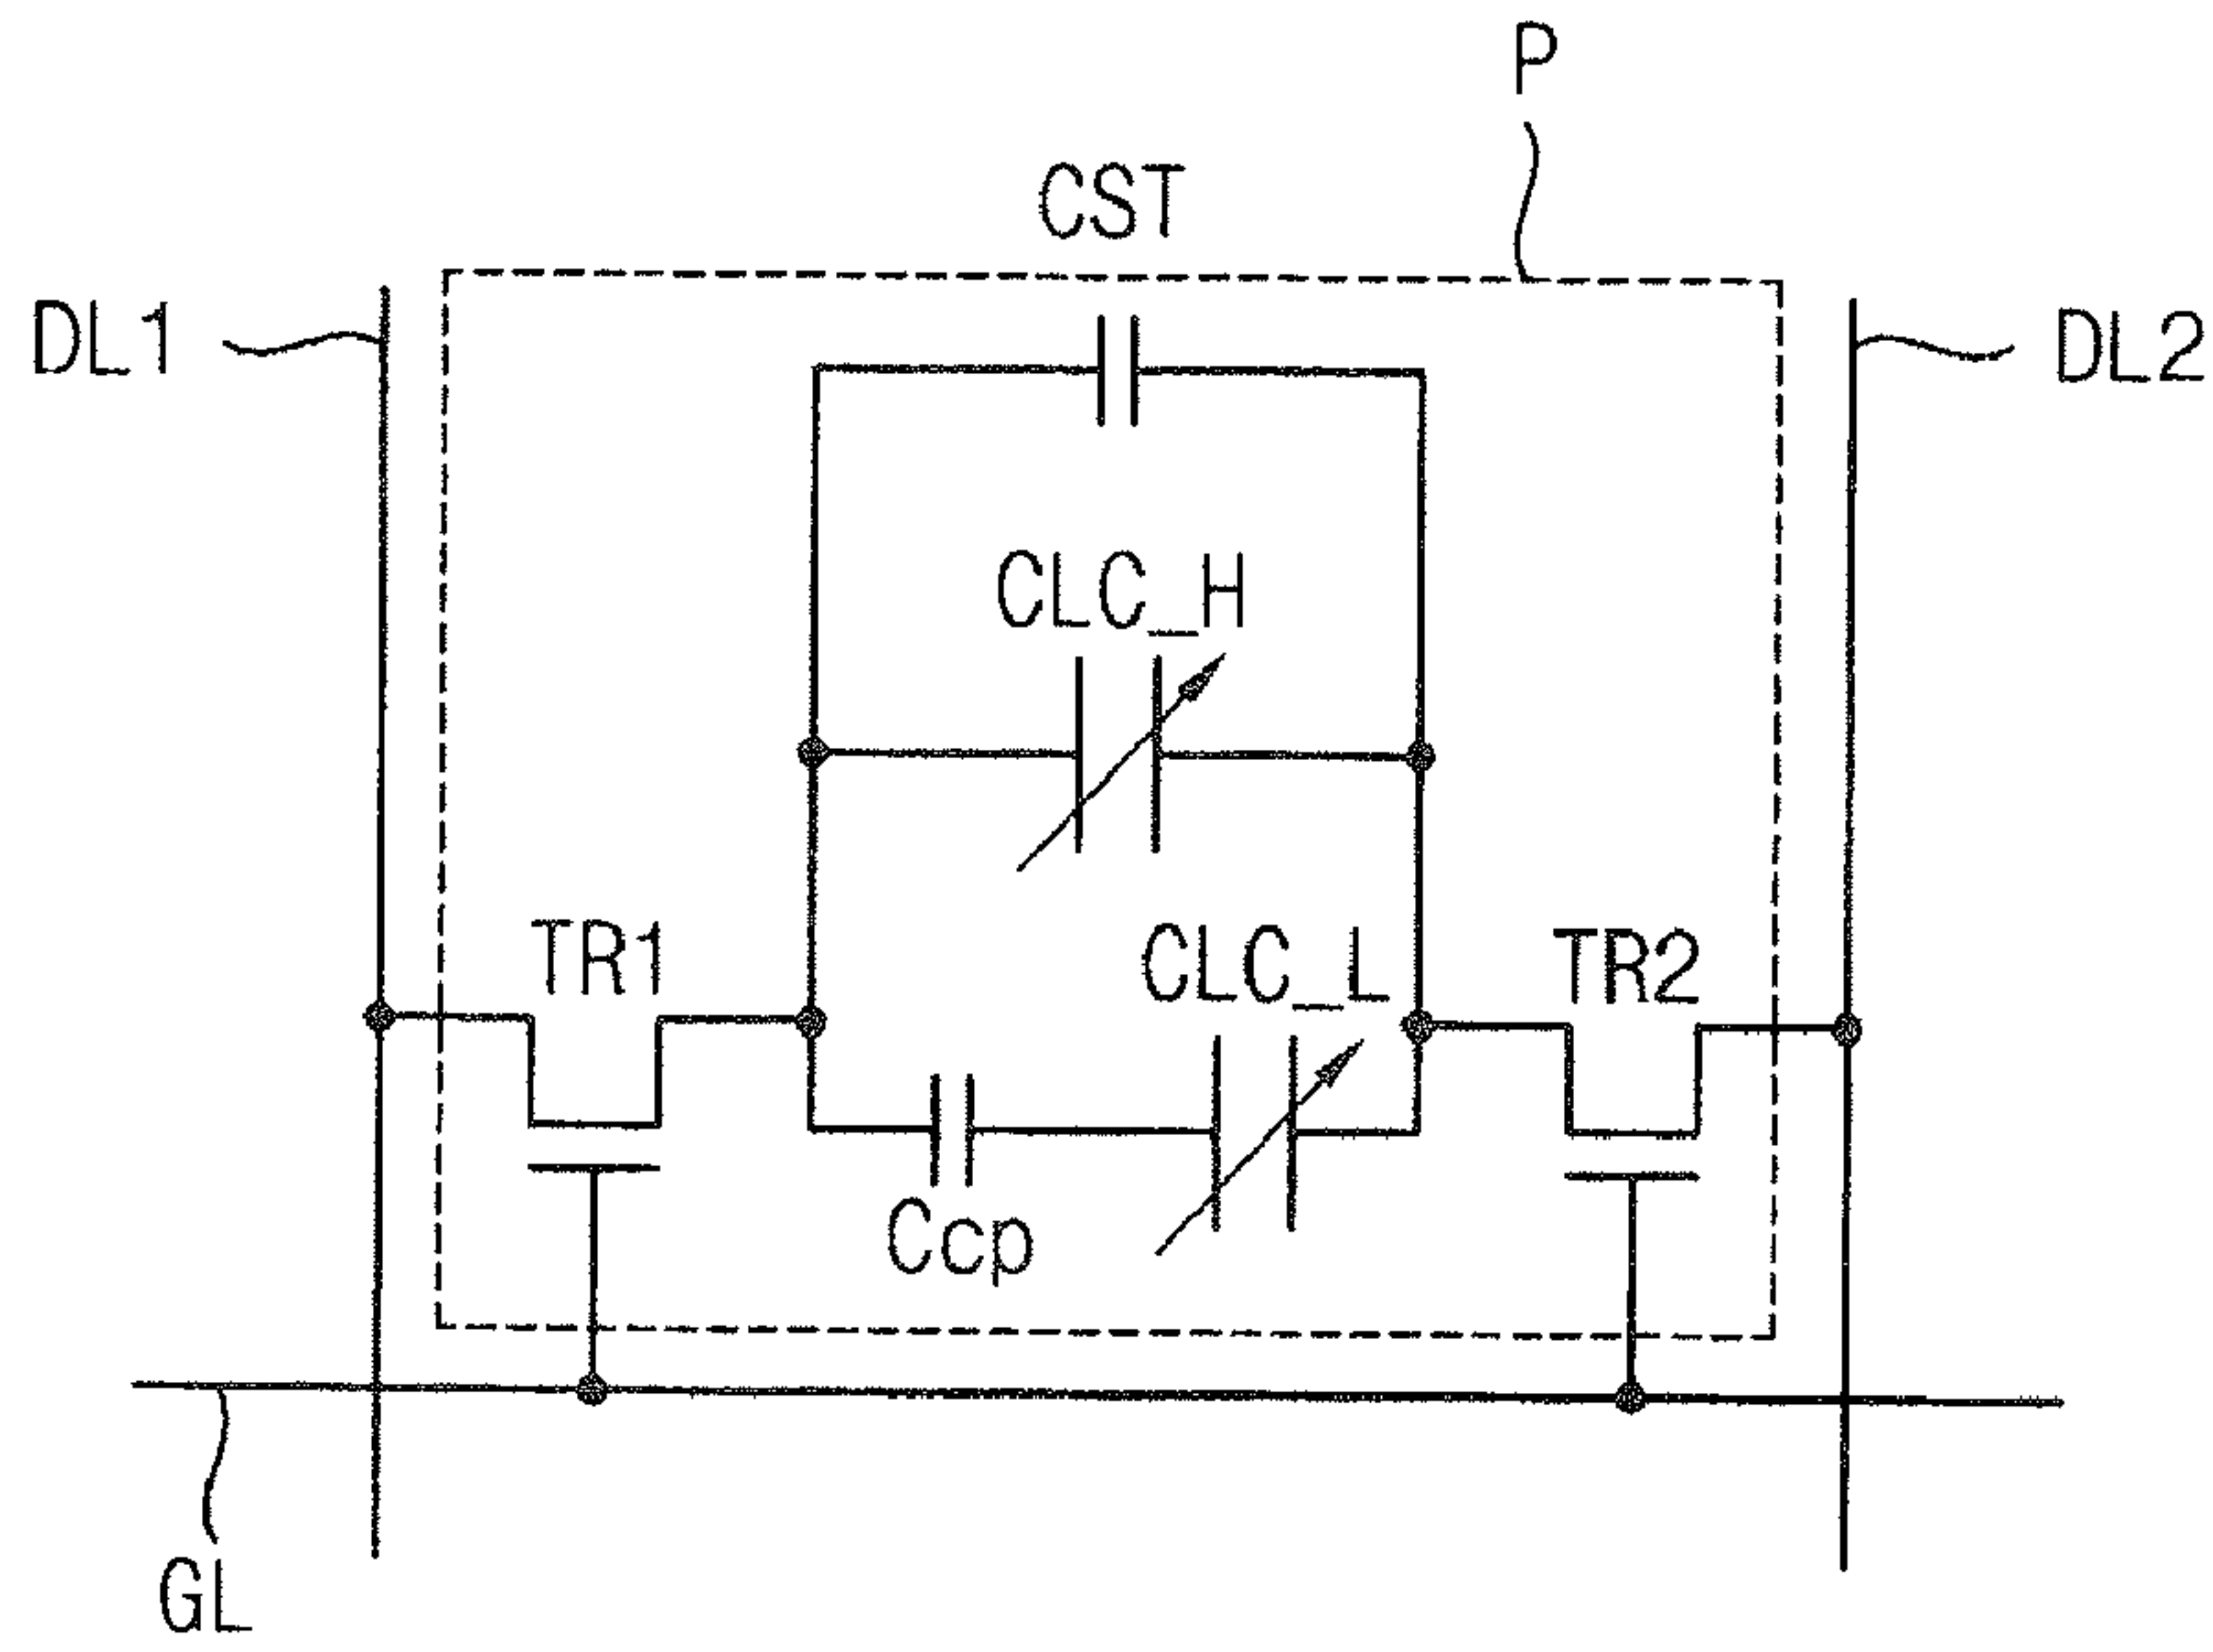 P
CST
DL1
DL2
CLC_H
TR1
CLC_L
TR2
Ccp
GL